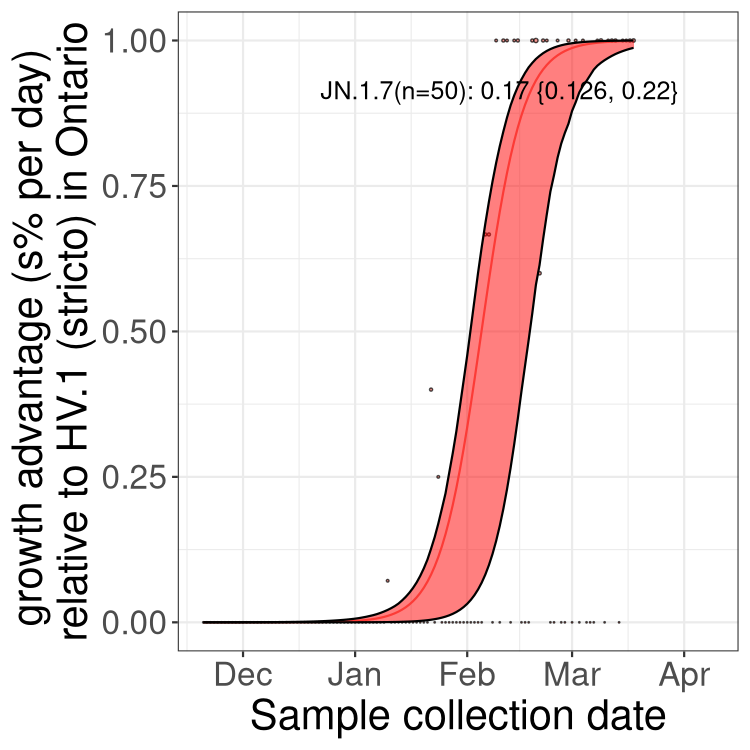 growth advantage (s% per day)
relative to HV.1 (stricto) in Ontario
1.00
0.75
0.50
0.25
0.00
JN.1.7(n=50): 0.17 {0.126, 0.22}
Dec Jan Feb Mar Apr
Sample collection date